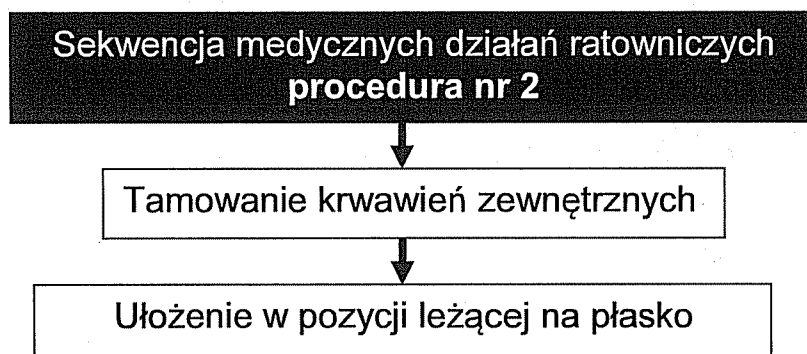 Sekwencja medycznych działań ratowniczych
procedura nr 2
Tamowanie krwawień zewnętrznych
Ułożenie w pozycji leżącej na płasko